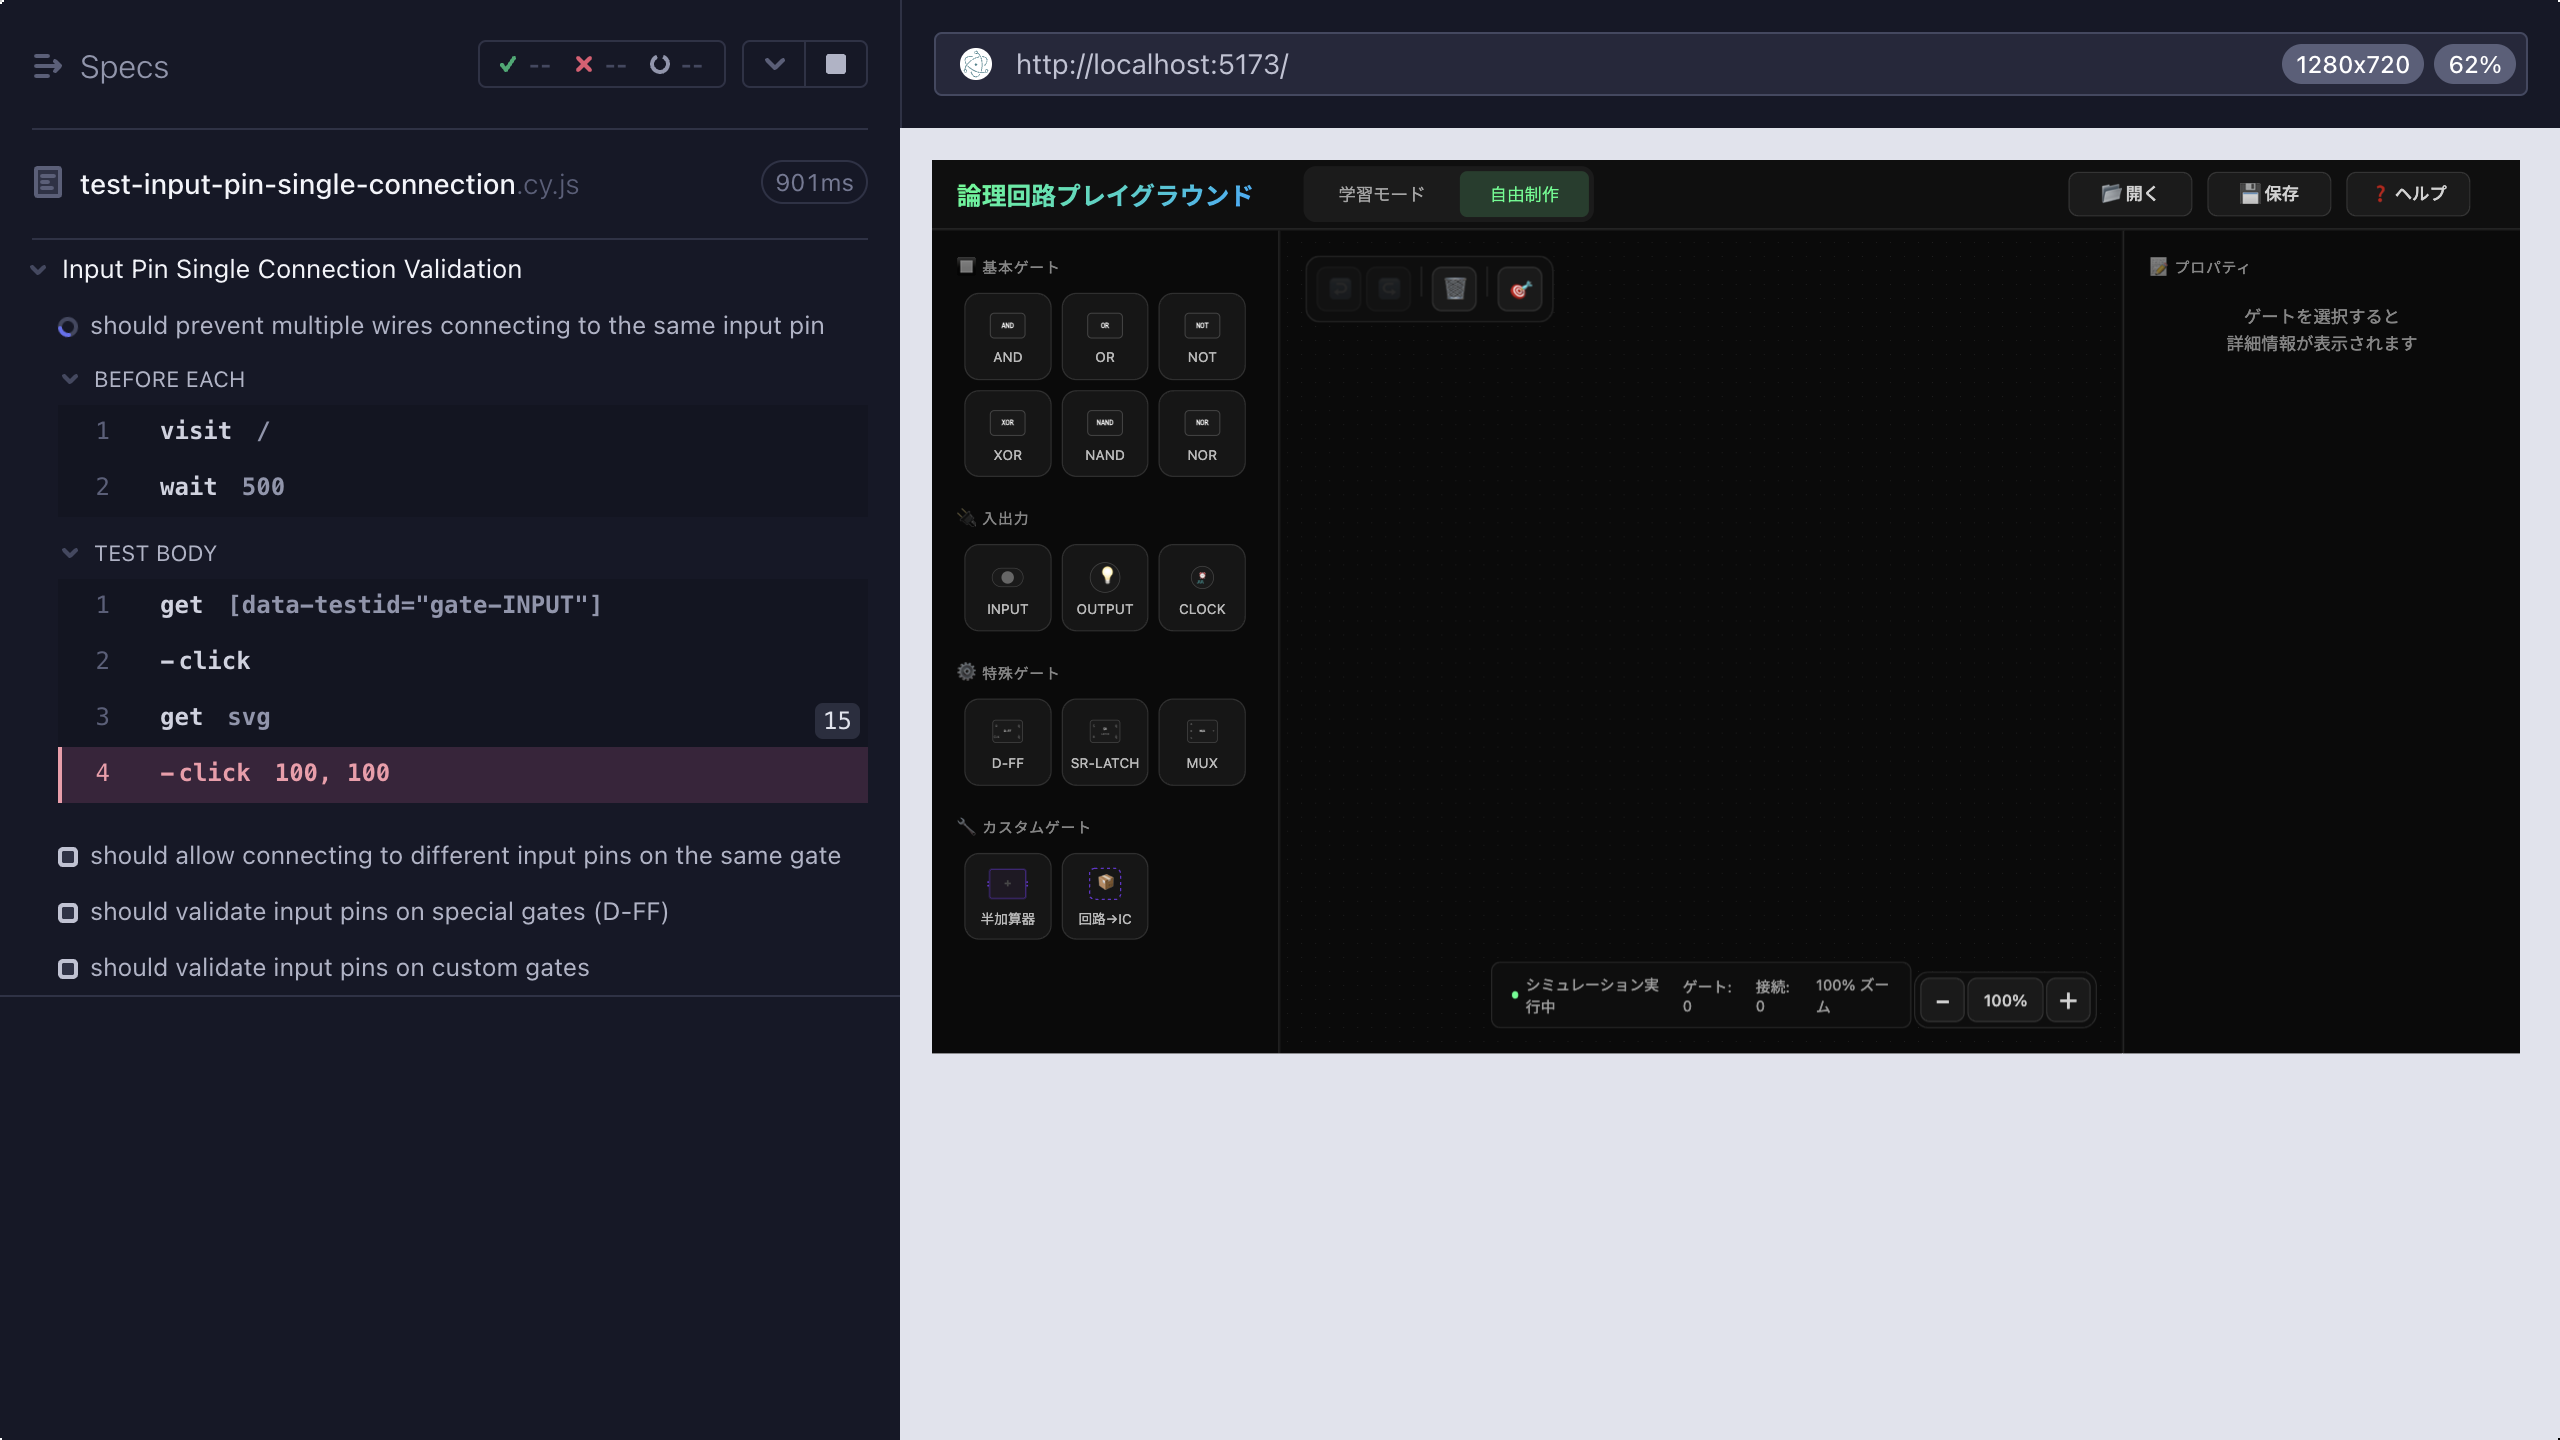 Specs
-- -- --
test-input-pin-single-connection.cy.js
901ms
Input Pin Single Connection Validation
should prevent multiple wires connecting to the same input pin
BEFORE EACH
1 visit /
2 wait 500
TEST BODY
1 get [data-testid="gate-INPUT"]
2 -click
3 get svg 15
4 -click 100, 100
should allow connecting to different input pins on the same gate
should validate input pins on special gates (D-FF)
should validate input pins on custom gates
http://localhost:5173/
1280x720 62%
論理回路プレイグラウンド
学習モード 自由制作
開く 保存 ヘルプ
基本ゲート
AND OR NOT
AND OR NOT
XOR NAND NOR
XOR NAND NOR
入出力
INPUT OUTPUT CLOCK
特殊ゲート
D-FF SR-LATCH MUX
カスタムゲート
半加算器 回路→IC
シミュレーション実
行中
ゲート:
0
接続:
0
100% ズー
ム
− 100% +
プロパティ
ゲートを選択すると
詳細情報が表示されます